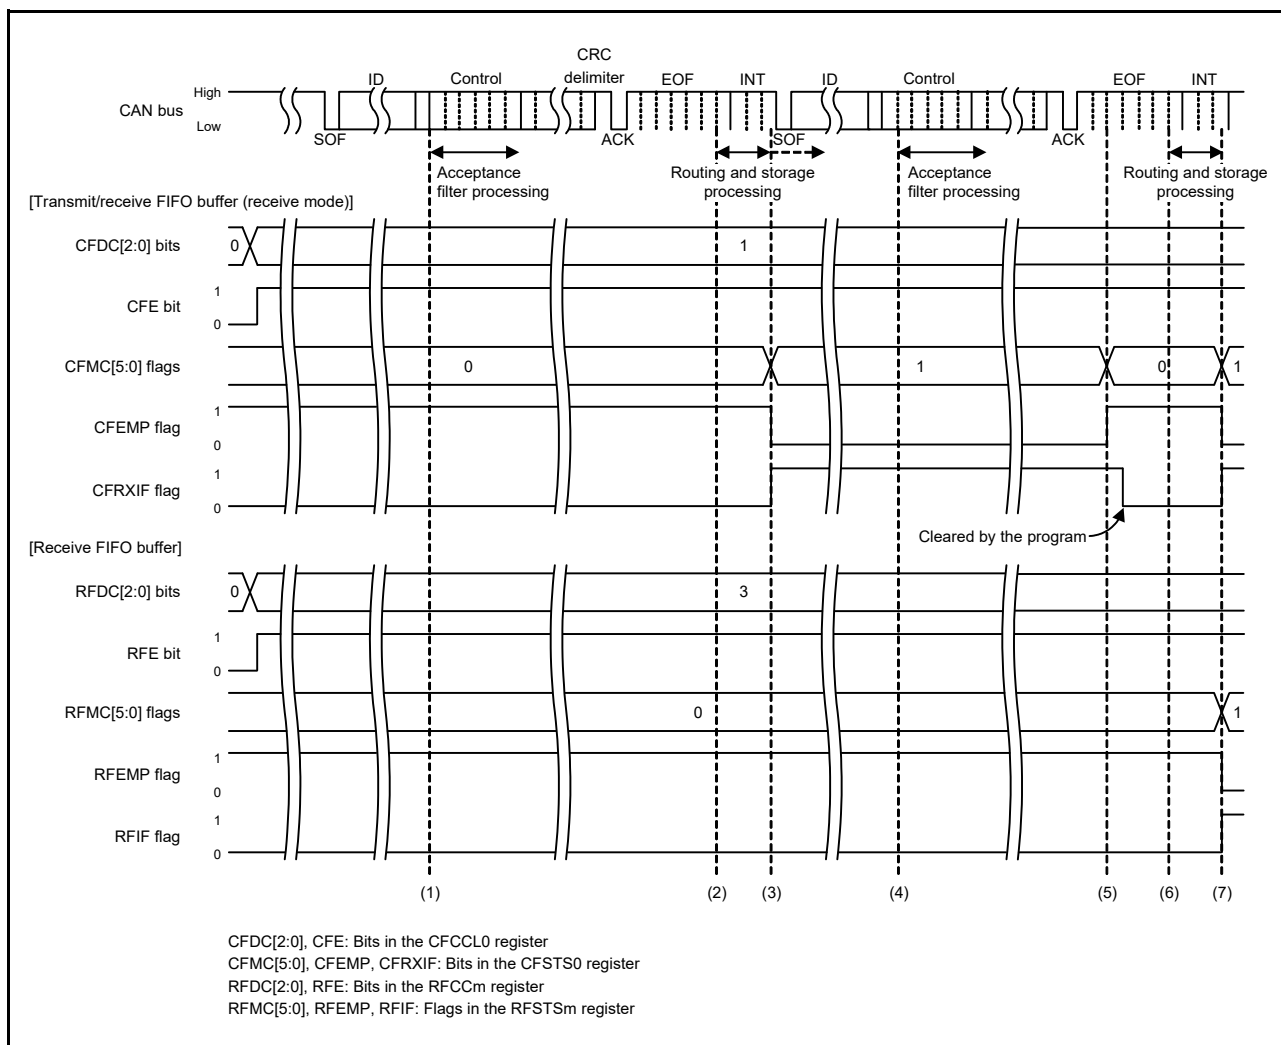 CRC
ID Control delimiter EOF INT ID Control EOF INT
High
CAN bus
Low
SOF ACK SOF ACK
Acceptance filter processing
Routing and storage processing
Acceptance filter processing
Routing and storage processing
[Transmit/receive FIFO buffer (receive mode)]
CFDC[2:0] bits 0 1
1
CFE bit
0
CFMC[5:0] flags 0 1 0 1
1
CFEMP flag
0
1
CFRXIF flag
0
Cleared by the program
[Receive FIFO buffer]
RFDC[2:0] bits 0 3
1
RFE bit
0
RFMC[5:0] flags 0 1
1
RFEMP flag
0
1
RFIF flag
0
(1) (2) (3) (4) (5) (6) (7)
CFDC[2:0], CFE: Bits in the CFCCL0 register
CFMC[5:0], CFEMP, CFRXIF: Bits in the CFSTS0 register
RFDC[2:0], RFE: Bits in the RFCCm register
RFMC[5:0], RFEMP, RFIF: Flags in the RFSTSm register